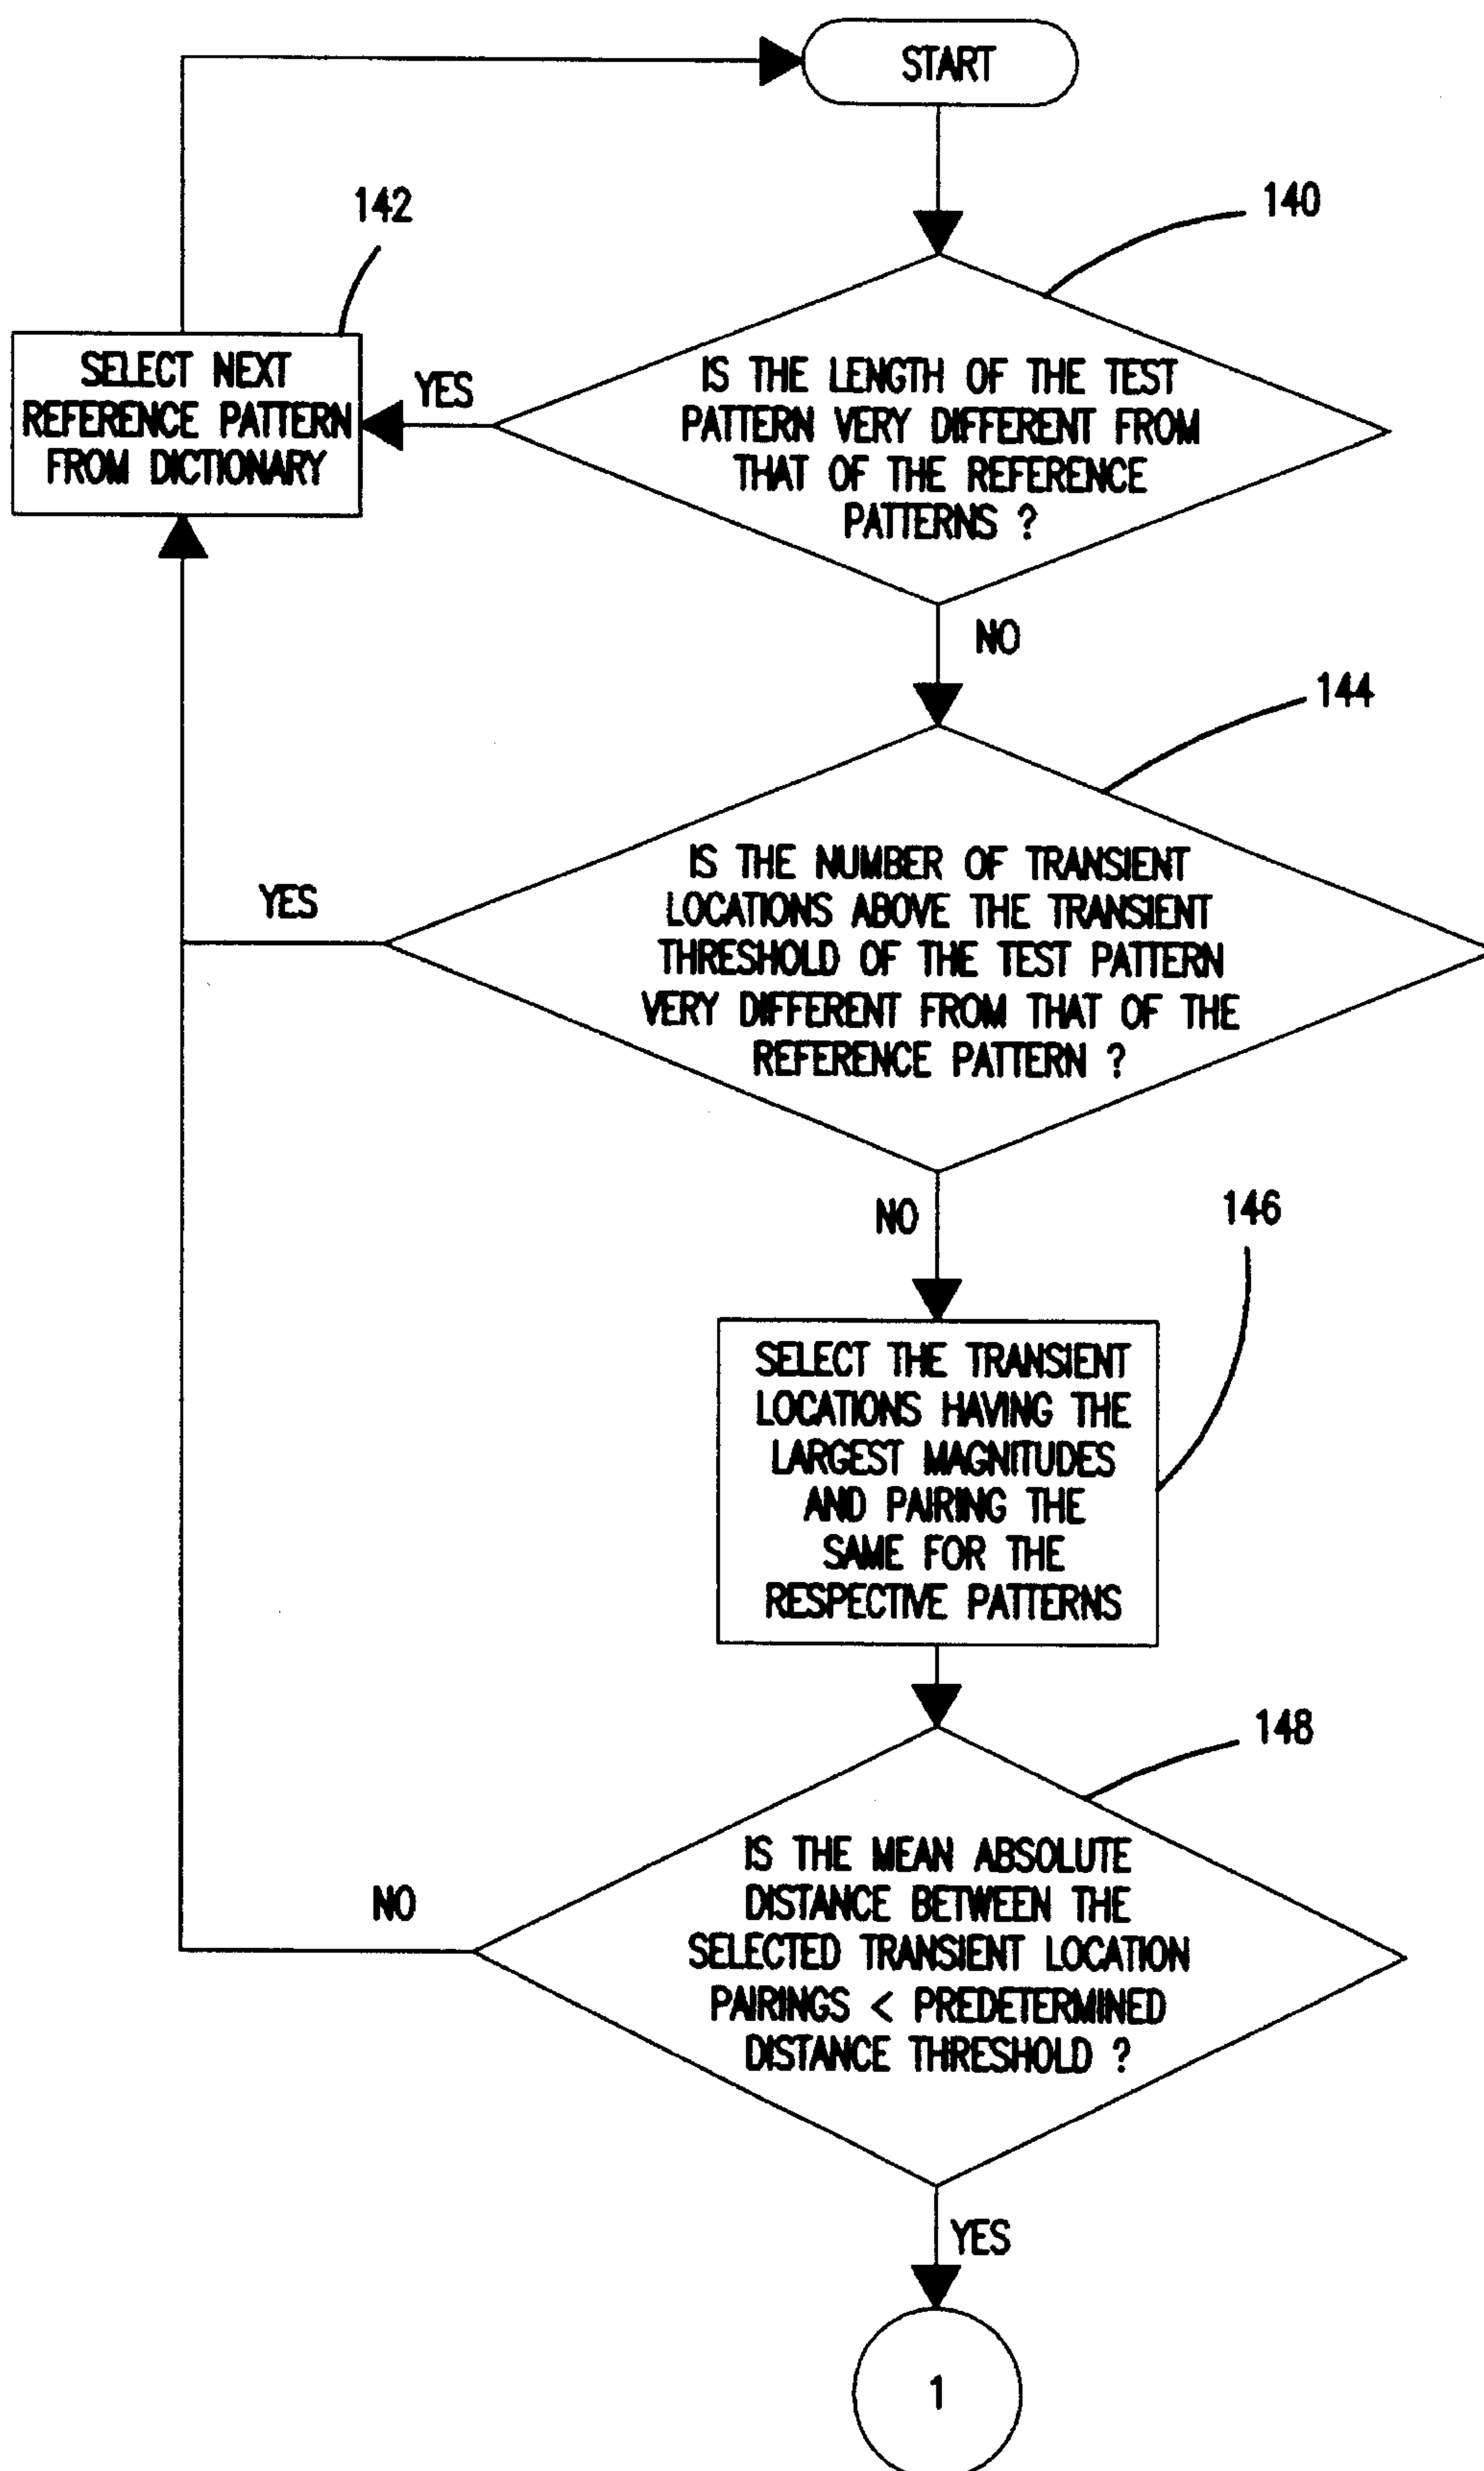 START
142
140
SELECT NEXT
REFERENCE PATTERN
FROM DICTIONARY
YES
IS THE LENGTH OF THE TEST
PATTERN VERY DIFFERENT FROM
THAT OF THE REFERENCE
PATTERNS ?
NO
144
YES
IS THE NUMBER OF TRANSIENT
LOCATIONS ABOVE THE TRANSIENT
THRESHOLD OF THE TEST PATTERN
VERY DIFFERENT FROM THAT OF THE
REFERENCE PATTERN ?
NO
146
SELECT THE TRANSIENT
LOCATIONS HAVING THE
LARGEST MAGNITUDES
AND PAIRING THE
SAME FOR THE
RESPECTIVE PATTERNS
148
NO
IS THE MEAN ABSOLUTE
DISTANCE BETWEEN THE
SELECTED TRANSIENT LOCATION
PAIRINGS < PREDETERMINED
DISTANCE THRESHOLD ?
YES
1